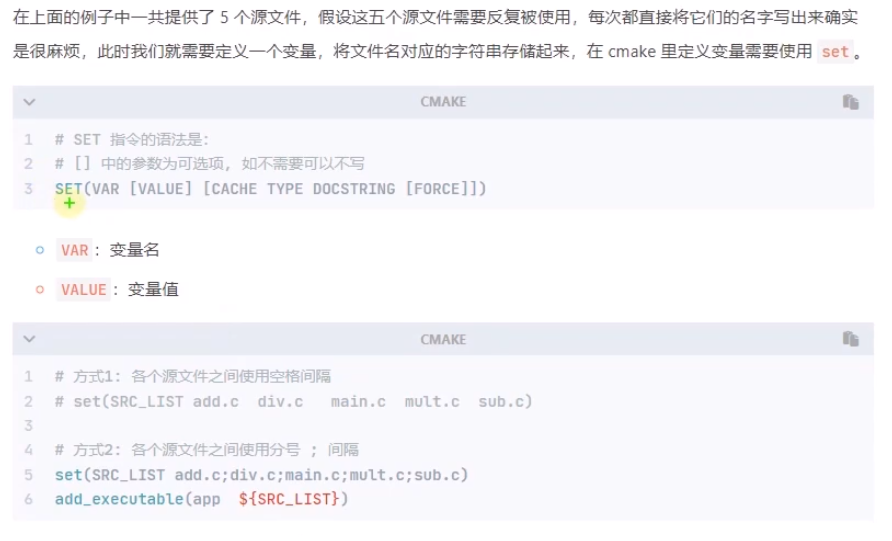 在上面的例子中一共提供了 5 个源文件，假设这五个源文件需要反复被使用，每次都直接将它们的名字写出来确实
是很麻烦，此时我们就需要定义一个变量，将文件名对应的字符串存储起来，在 cmake 里定义变量需要使用 set 。
CMAKE
1 # SET 指令的语法是：
2 # [] 中的参数为可选项, 如不需要可以不写
3 SET(VAR [VALUE] [CACHE TYPE DOCSTRING [FORCE]])
VAR ：变量名
VALUE ：变量值
CMAKE
1 # 方式1: 各个源文件之间使用空格间隔
2 # set(SRC_LIST add.c  div.c   main.c  mult.c  sub.c)
3
4 # 方式2: 各个源文件之间使用分号 ; 间隔
5 set(SRC_LIST add.c;div.c;main.c;mult.c;sub.c)
6 add_executable(app  ${SRC_LIST})